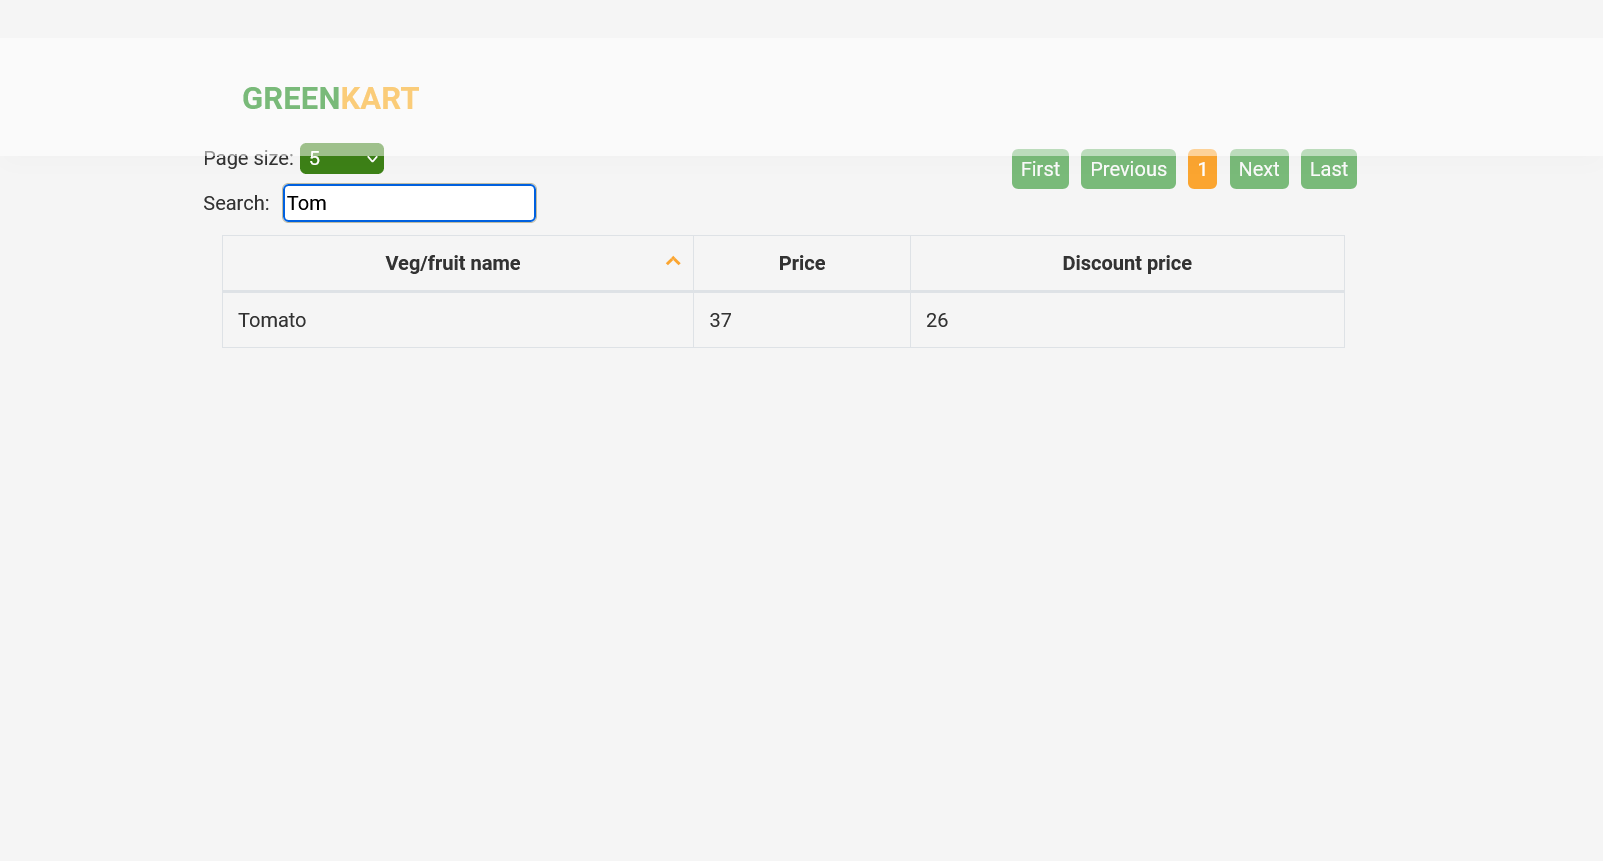 GREENKART
Page size: 5
First Previous 1 Next Last
Search: Tom
Veg/fruit name Price Discount price
Tomato 37 26